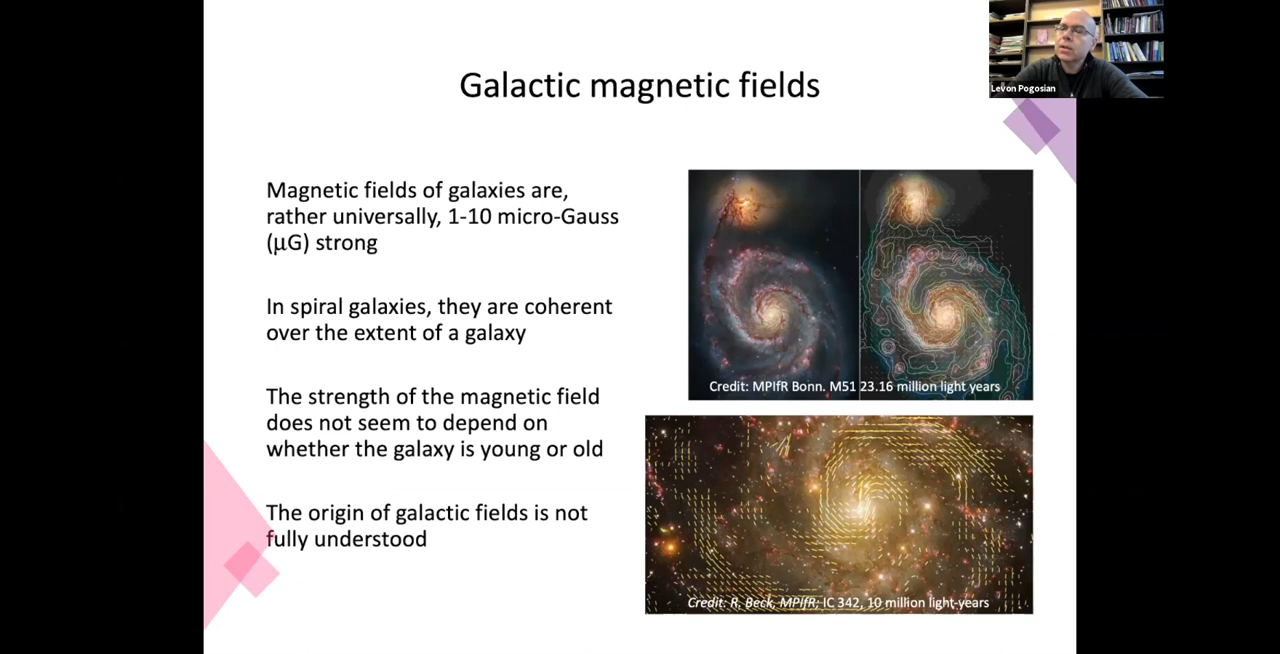 Galactic magnetic fields
Levon Pogosian
Magnetic fields of galaxies are,
rather universally, 1-10 micro-Gauss
(μG) strong
In spiral galaxies, they are coherent
over the extent of a galaxy
The strength of the magnetic field
does not seem to depend on
whether the galaxy is young or old
The origin of galactic fields is not
fully understood
Credit: MPIfR Bonn. M51 23.16 million light years
Credit: R. Beck, MPIfR; IC 342, 10 million light-years